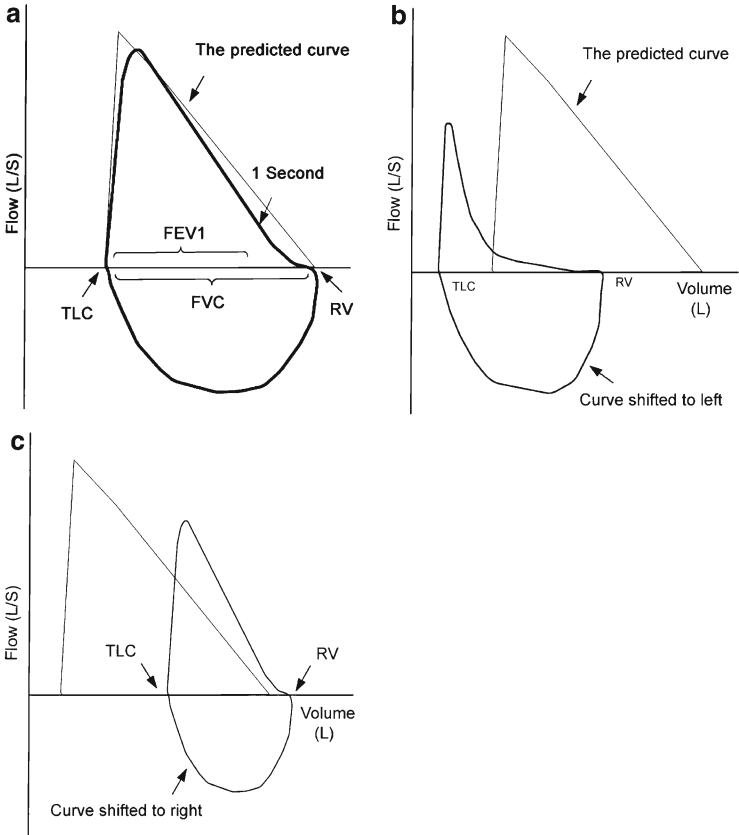 a
The predicted curve
1 Second
Flow (L/S)
FEV1
FVC
TLC
RV
b
The predicted curve
Flow (L/S)
TLC
RV
Volume
(L)
Curve shifted to left
c
Flow (L/S)
TLC
RV
Volume
(L)
Curve shifted to right